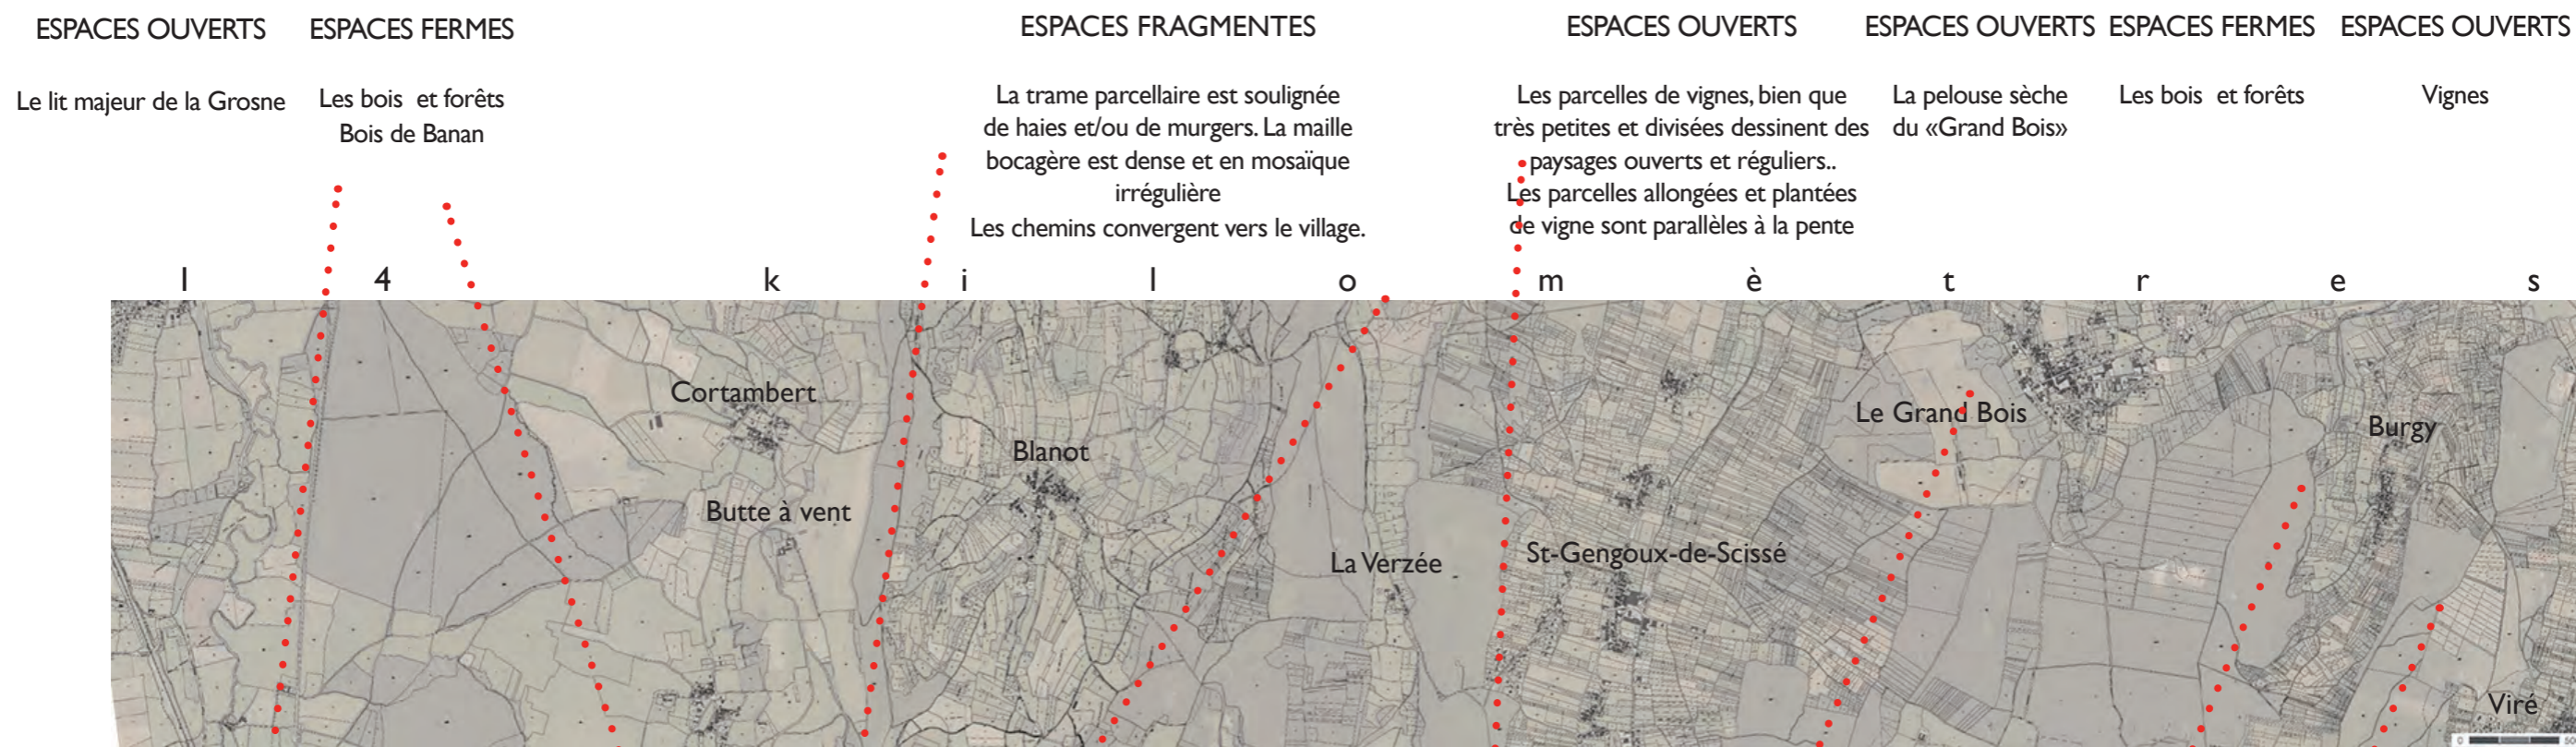 ESPACES OUVERTS
Le lit majeur de la Grosne
ESPACES FERMES
Les bois et forêts
Bois de Banan
ESPACES FRAGMENTES
La trame parcellaire est soulignée
de haies et/ou de murgers. La maille
bocagère est dense et en mosaïque
irrégulière
Les chemins convergent vers le village.
ESPACES OUVERTS
Les parcelles de vignes, bien que
très petites et divisées dessinent des
paysages ouverts et réguliers..
Les parcelles allongées et plantées
de vigne sont parallèles à la pente
ESPACES OUVERTS
La pelouse sèche
du «Grand Bois»
ESPACES FERMES
Les bois et forêts
ESPACES OUVERTS
Vignes
1 4 k i l o m è t r e s
Cortambert
Le Grand Bois
Burgy
Blanot
Butte à vent
La Verzée
St-Gengoux-de-Scissé
Viré